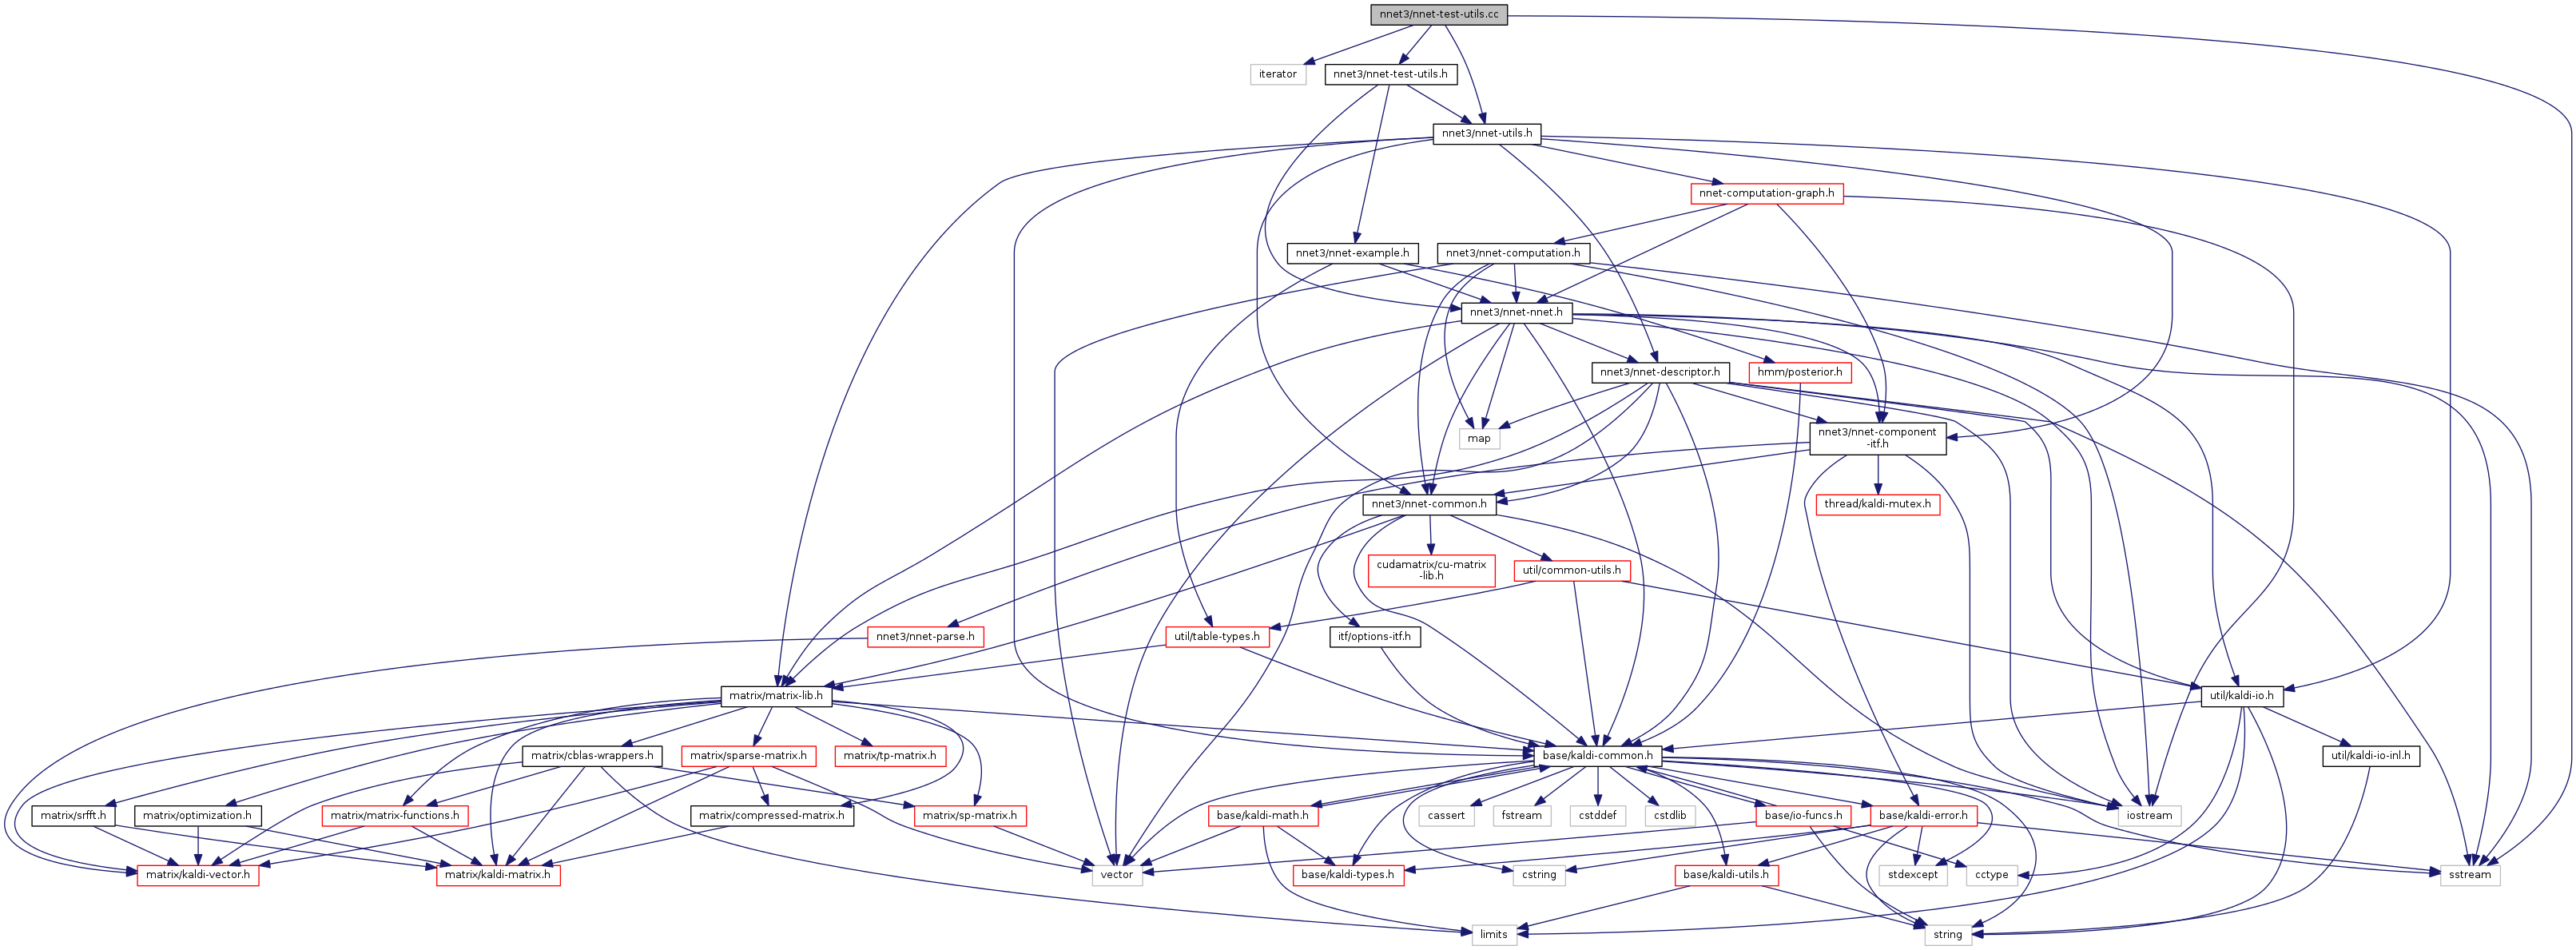 nnet3/nnet-test-utils.cc
iterator
nnet3/nnet-test-utils.h
nnet3/nnet-utils.h
nnet-computation-graph.h
nnet3/nnet-example.h
nnet3/nnet-computation.h
nnet3/nnet-nnet.h
nnet3/nnet-descriptor.h
hmm/posterior.h
map
nnet3/nnet-component
-itf.h
nnet3/nnet-common.h
thread/kaldi-mutex.h
cudamatrix/cu-matrix
-lib.h
util/common-utils.h
nnet3/nnet-parse.h
util/table-types.h
itf/options-itf.h
matrix/matrix-lib.h
util/kaldi-io.h
matrix/cblas-wrappers.h
matrix/sparse-matrix.h
matrix/tp-matrix.h
base/kaldi-common.h
util/kaldi-io-inl.h
matrix/srfft.h
matrix/optimization.h
matrix/matrix-functions.h
matrix/compressed-matrix.h
matrix/sp-matrix.h
base/kaldi-math.h
cassert
fstream
cstddef
cstdlib
base/io-funcs.h
base/kaldi-error.h
iostream
matrix/kaldi-vector.h
matrix/kaldi-matrix.h
vector
base/kaldi-types.h
cstring
base/kaldi-utils.h
stdexcept
cctype
sstream
limits
string